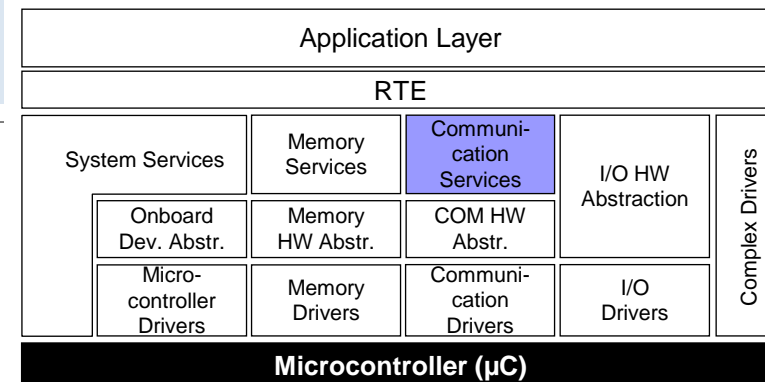 Application Layer
RTE
System Services
Memory
Services
Communi-
cation
Services
I/O HW
Abstraction
Complex Drivers
Onboard
Dev. Abstr.
Memory
HW Abstr.
COM HW
Abstr.
Micro-
controller
Drivers
Memory
Drivers
Communi-
cation
Drivers
I/O
Drivers
Microcontroller (µC)